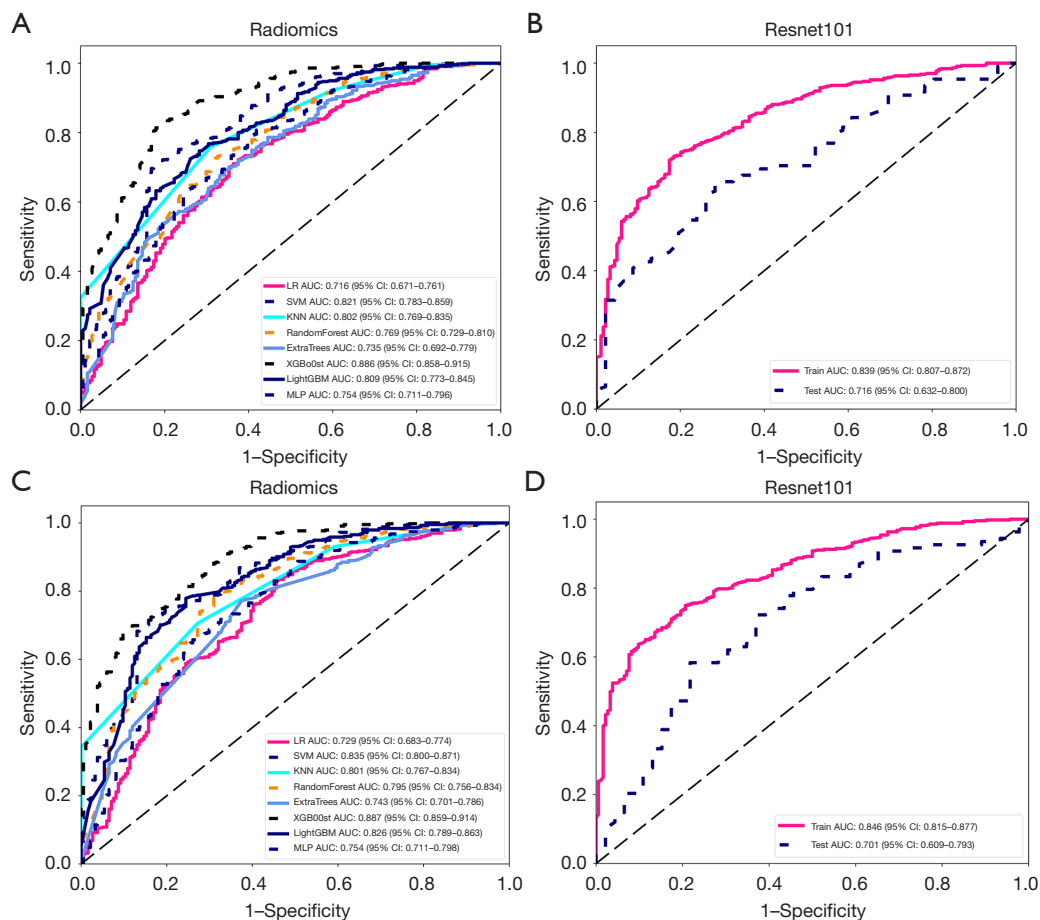 A
Radiomics
Sensitivity
1.0
0.8
0.6
0.4
0.2
0.0
LR AUC: 0.716 (95% CI: 0.671–0.761)
SVM AUC: 0.821 (95% CI: 0.783–0.859)
KNN AUC: 0.802 (95% CI: 0.769–0.835)
RandomForest AUC: 0.769 (95% CI: 0.729–0.810)
ExtraTrees AUC: 0.735 (95% CI: 0.692–0.779)
XGBo0st AUC: 0.886 (95% CI: 0.858–0.915)
LightGBM AUC: 0.809 (95% CI: 0.773–0.845)
MLP AUC: 0.754 (95% CI: 0.711–0.796)
0.0 0.2 0.4 0.6 0.8 1.0
1–Specificity
B
Resnet101
Sensitivity
1.0
0.8
0.6
0.4
0.2
0.0
Train AUC: 0.839 (95% CI: 0.807–0.872)
Test AUC: 0.716 (95% CI: 0.632–0.800)
0.0 0.2 0.4 0.6 0.8 1.0
1–Specificity
C
Radiomics
Sensitivity
1.0
0.8
0.6
0.4
0.2
0.0
LR AUC: 0.729 (95% CI: 0.683–0.774)
SVM AUC: 0.835 (95% CI: 0.800–0.871)
KNN AUC: 0.801 (95% CI: 0.767–0.834)
RandomForest AUC: 0.795 (95% CI: 0.756–0.834)
ExtraTrees AUC: 0.743 (95% CI: 0.701–0.786)
XGB00st AUC: 0.887 (95% CI: 0.859–0.914)
LightGBM AUC: 0.826 (95% CI: 0.789–0.863)
MLP AUC: 0.754 (95% CI: 0.711–0.798)
0.0 0.2 0.4 0.6 0.8 1.0
1–Specificity
D
Resnet101
Sensitivity
1.0
0.8
0.6
0.4
0.2
0.0
Train AUC: 0.846 (95% CI: 0.815–0.877)
Test AUC: 0.701 (95% CI: 0.609–0.793)
0.0 0.2 0.4 0.6 0.8 1.0
1–Specificity